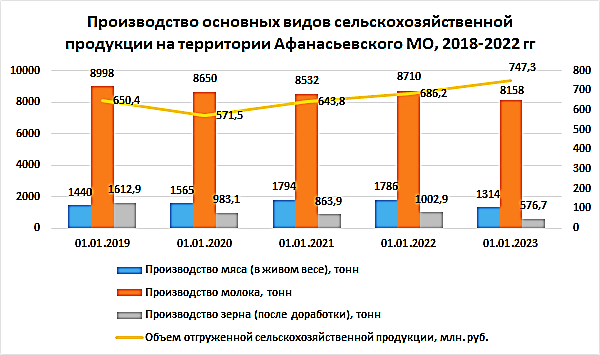 Производство основных видов сельскохозяйственной
продукции на территории Афанасьевского МО, 2018-2022 гг
747,3
10000 8998 8650 8532 8710 8158 800
700
8000 650,4 571,5 643,8 686,2 600
6000 500
400
4000 300
2000 1440 1612,9 1565 983,1 1794 863,9 1786 1002,9 1314 576,7 200
100
0 0
01.01.2019 01.01.2020 01.01.2021 01.01.2022 01.01.2023
Производство мяса (в живом весе), тонн
Производство молока, тонн
Производство зерна (после доработки), тонн
Объем отгруженной сельскохозяйственной продукции, млн. руб.